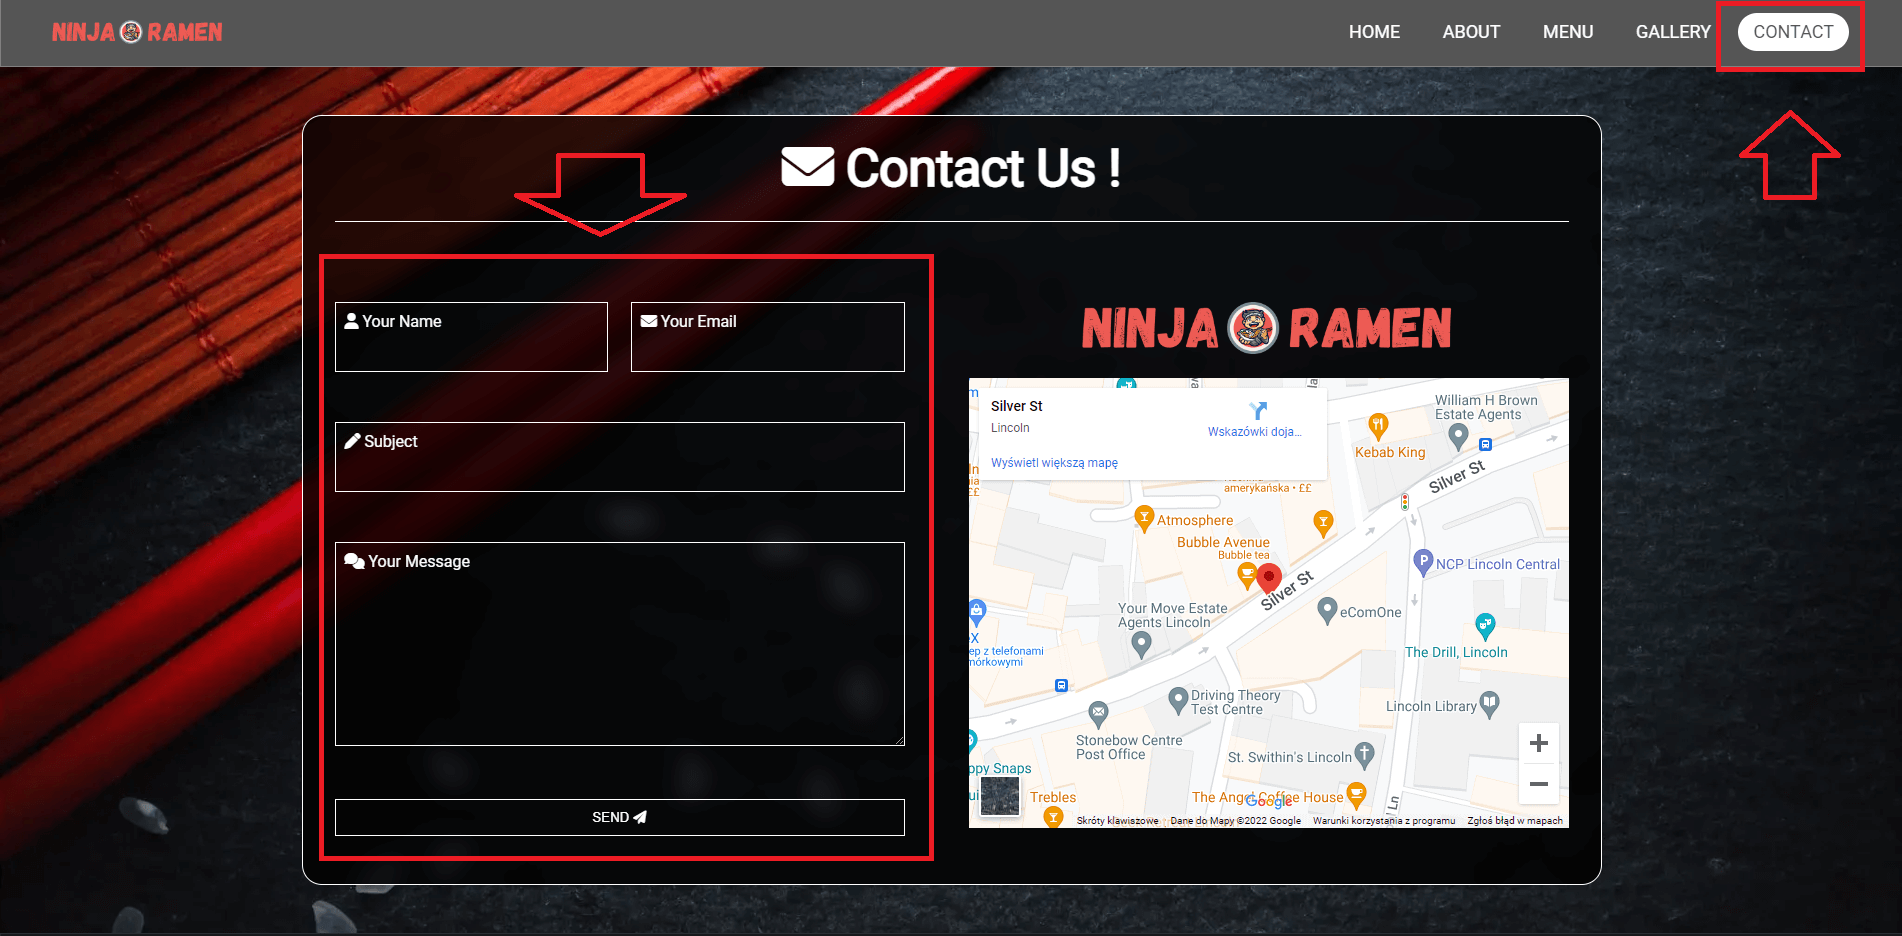 NINJA RAMEN
HOME
ABOUT
MENU
GALLERY
CONTACT
Contact Us !
Your Name
Your Email
Subject
Your Message
SEND
NINJA RAMEN
Silver St
Lincoln
Wskazówki doja...
Wyświetl większą mapę
William H Brown
Estate Agents
Kebab King
Silver St
amerykańska • ££
££
Atmosphere
Bubble Avenue
Bubble tea
NCP Lincoln Central
Silver St
Your Move Estate
Agents Lincoln
eComOne
ep z telefonami
mórkowymi
The Drill, Lincoln
Driving Theory
Test Centre
Lincoln Library
Stonebow Centre
Post Office
St. Swithin's Lincoln
ppy Snaps
Trebles
The Angel Coffee House
Google
Ln
Skróty klawiszowe
Dane do Mapy ©2022 Google
Warunki korzystania z programu
Zgłoś błąd w mapach